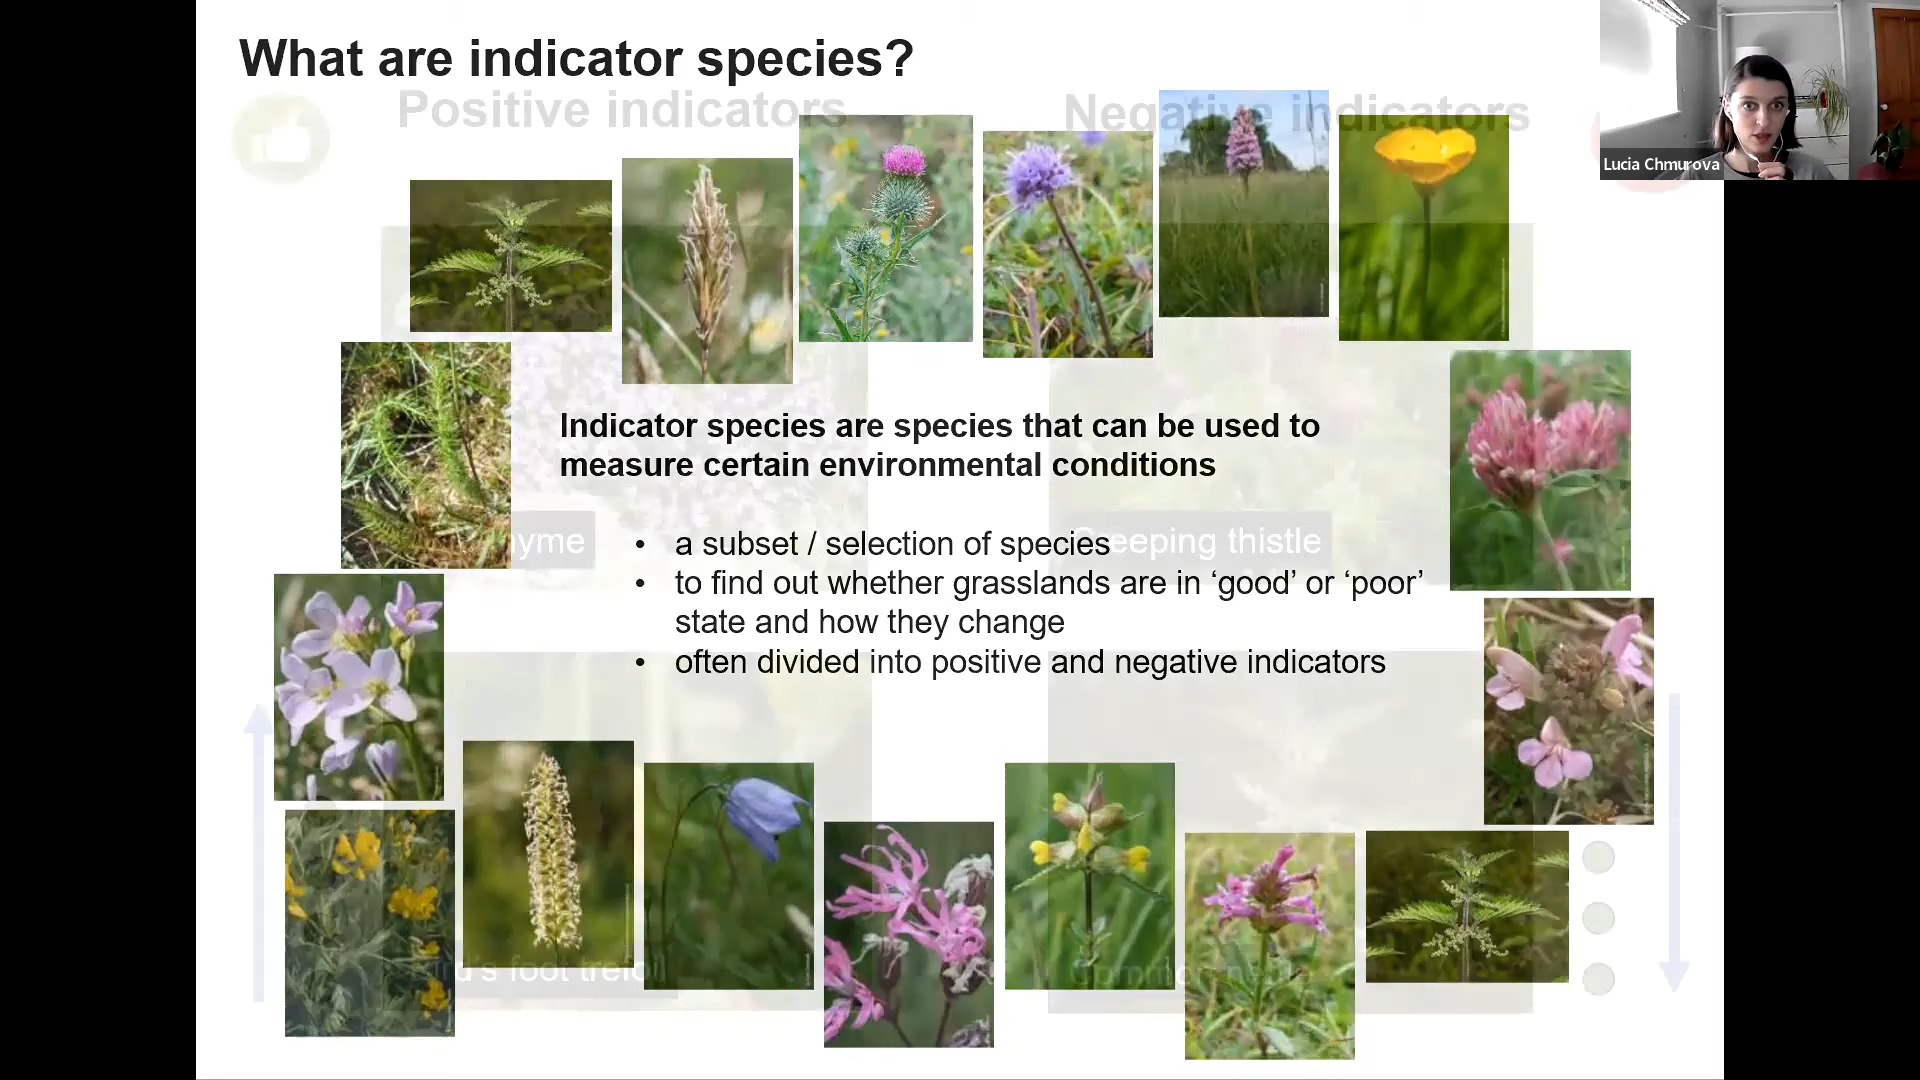 What are indicator species?
Positive indicators
Negative indicators
Lucia Chmurova
Indicator species are species that can be used to
measure certain environmental conditions
• a subset / selection of species
• to find out whether grasslands are in ‘good’ or ‘poor’
state and how they change
• often divided into positive and negative indicators
thistle
foot